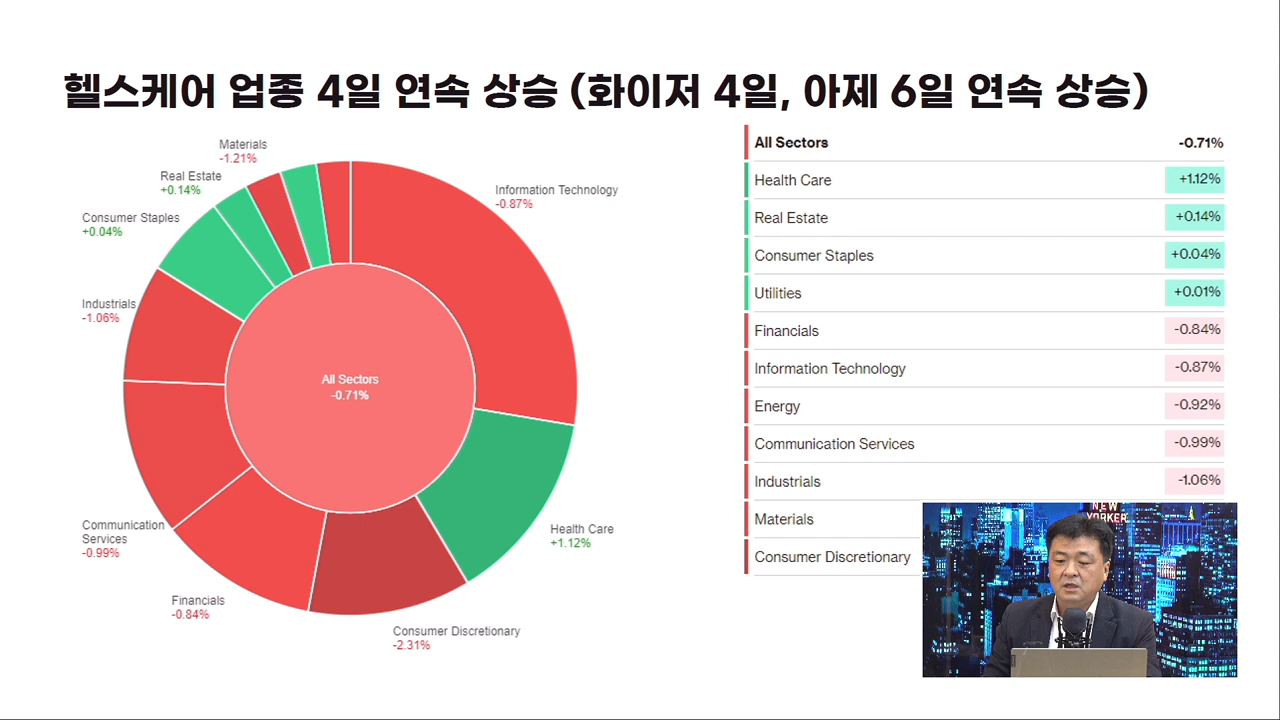 헬스케어 업종 4일 연속 상승 (화이저 4일, 아제 6일 연속 상승)
Materials
-1.21%
Real Estate
+0.14%
Consumer Staples
+0.04%
Industrials
-1.06%
Communication
Services
-0.99%
Financials
-0.84%
Consumer Discretionary
-2.31%
Health Care
+1.12%
Information Technology
-0.87%
All Sectors
-0.71%
All Sectors -0.71%
Health Care +1.12%
Real Estate +0.14%
Consumer Staples +0.04%
Utilities +0.01%
Financials -0.84%
Information Technology -0.87%
Energy -0.92%
Communication Services -0.99%
Industrials -1.06%
Materials
Consumer Discretionary
NEW
YORKER